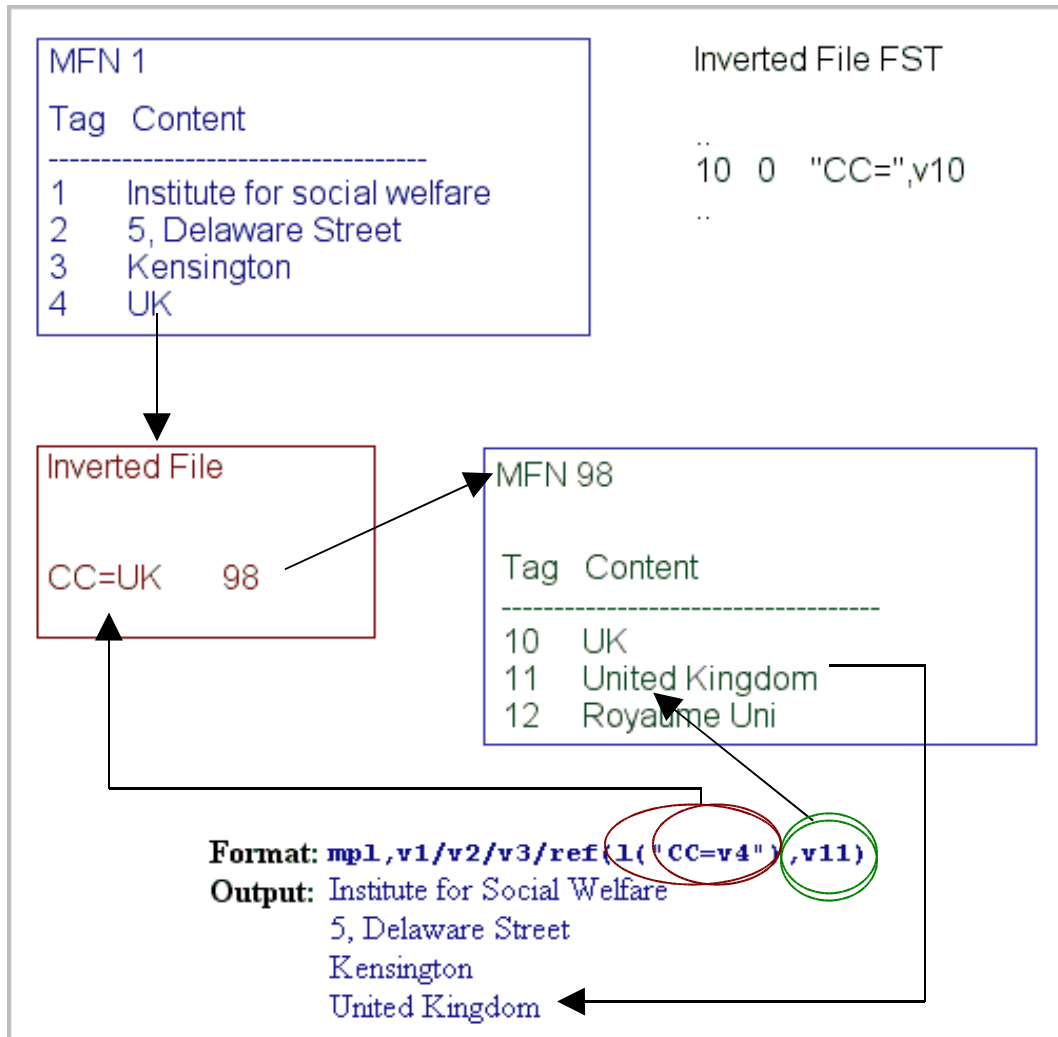 MFN 1
Tag Content
------------------------------------
1 Institute for social welfare
2 5, Delaware Street
3 Kensington
4 UK
Inverted File FST
..
10 0 "CC=",v10
..
Inverted File
CC=UK 98
MFN 98
Tag Content
------------------------------------
10 UK
11 United Kingdom
12 Royaume Uni
Format: mpl,v1/v2/v3/ref(l("CC=v4"),v11)
Output: Institute for Social Welfare
5, Delaware Street
Kensington
United Kingdom